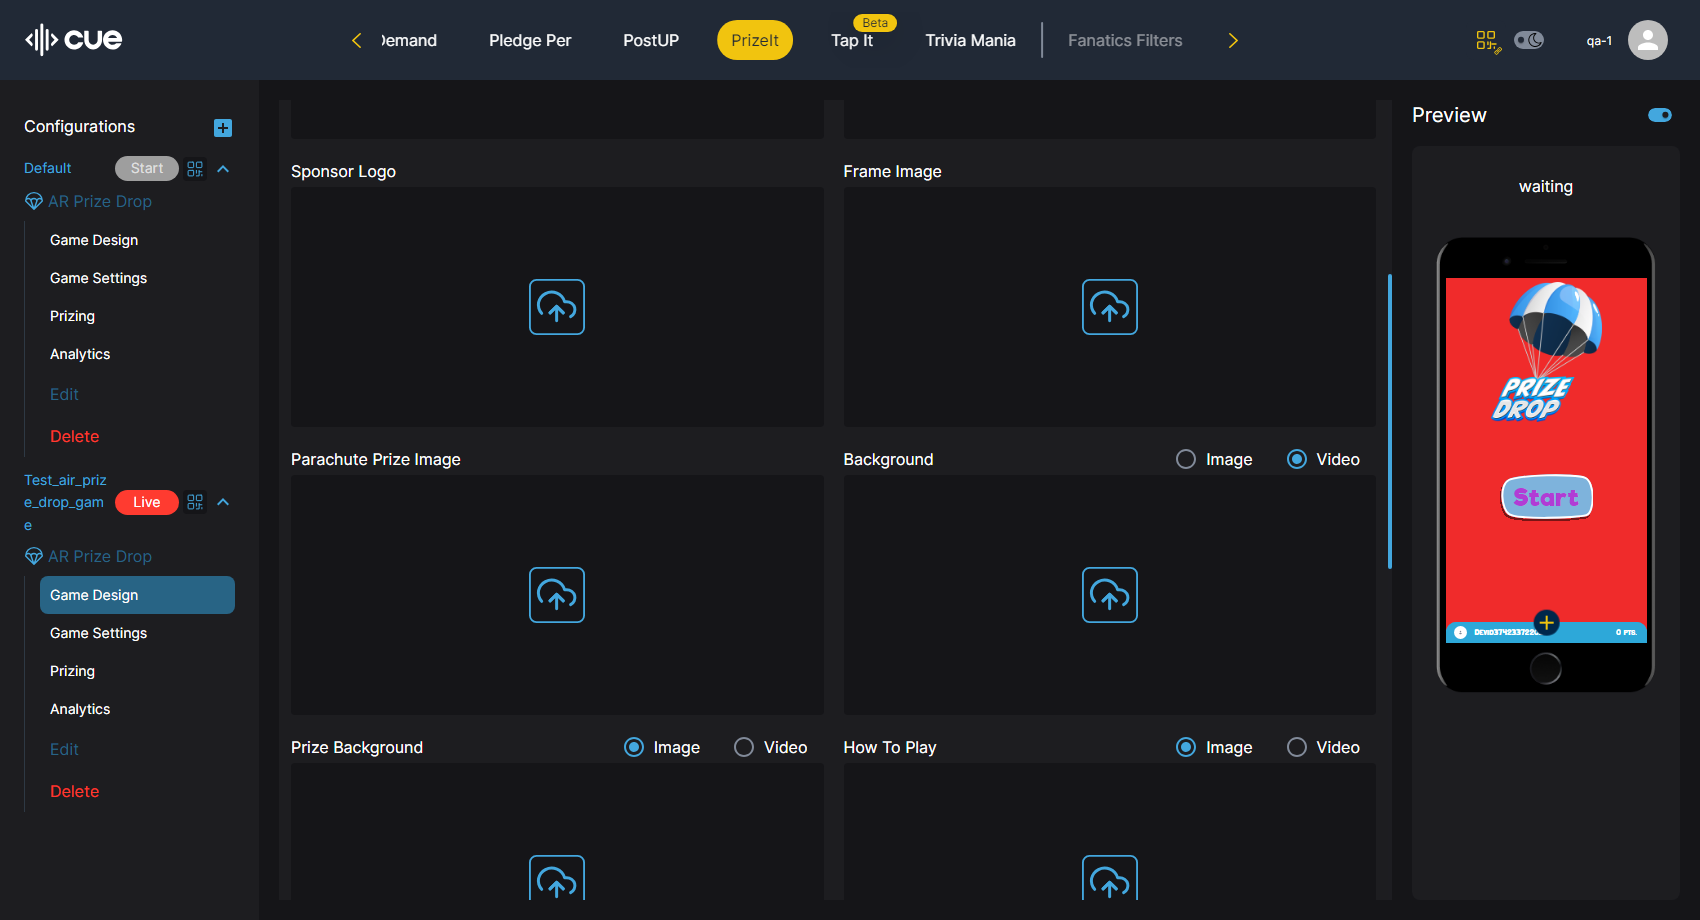 cue
Demand
Pledge Per
PostUP
PrizeIt
Beta
Tap It
Trivia Mania
Fanatics Filters
qa-1
Configurations
Default
Start
AR Prize Drop
Game Design
Game Settings
Prizing
Analytics
Edit
Delete
Test_air_priz
e_drop_gam
e
Live
AR Prize Drop
Game Design
Game Settings
Prizing
Analytics
Edit
Delete
Sponsor Logo
Frame Image
Parachute Prize Image
Background
Image
Video
Prize Background
Image
Video
How To Play
Image
Video
Preview
waiting
PRIZE
DROP
Start
0 PTS.